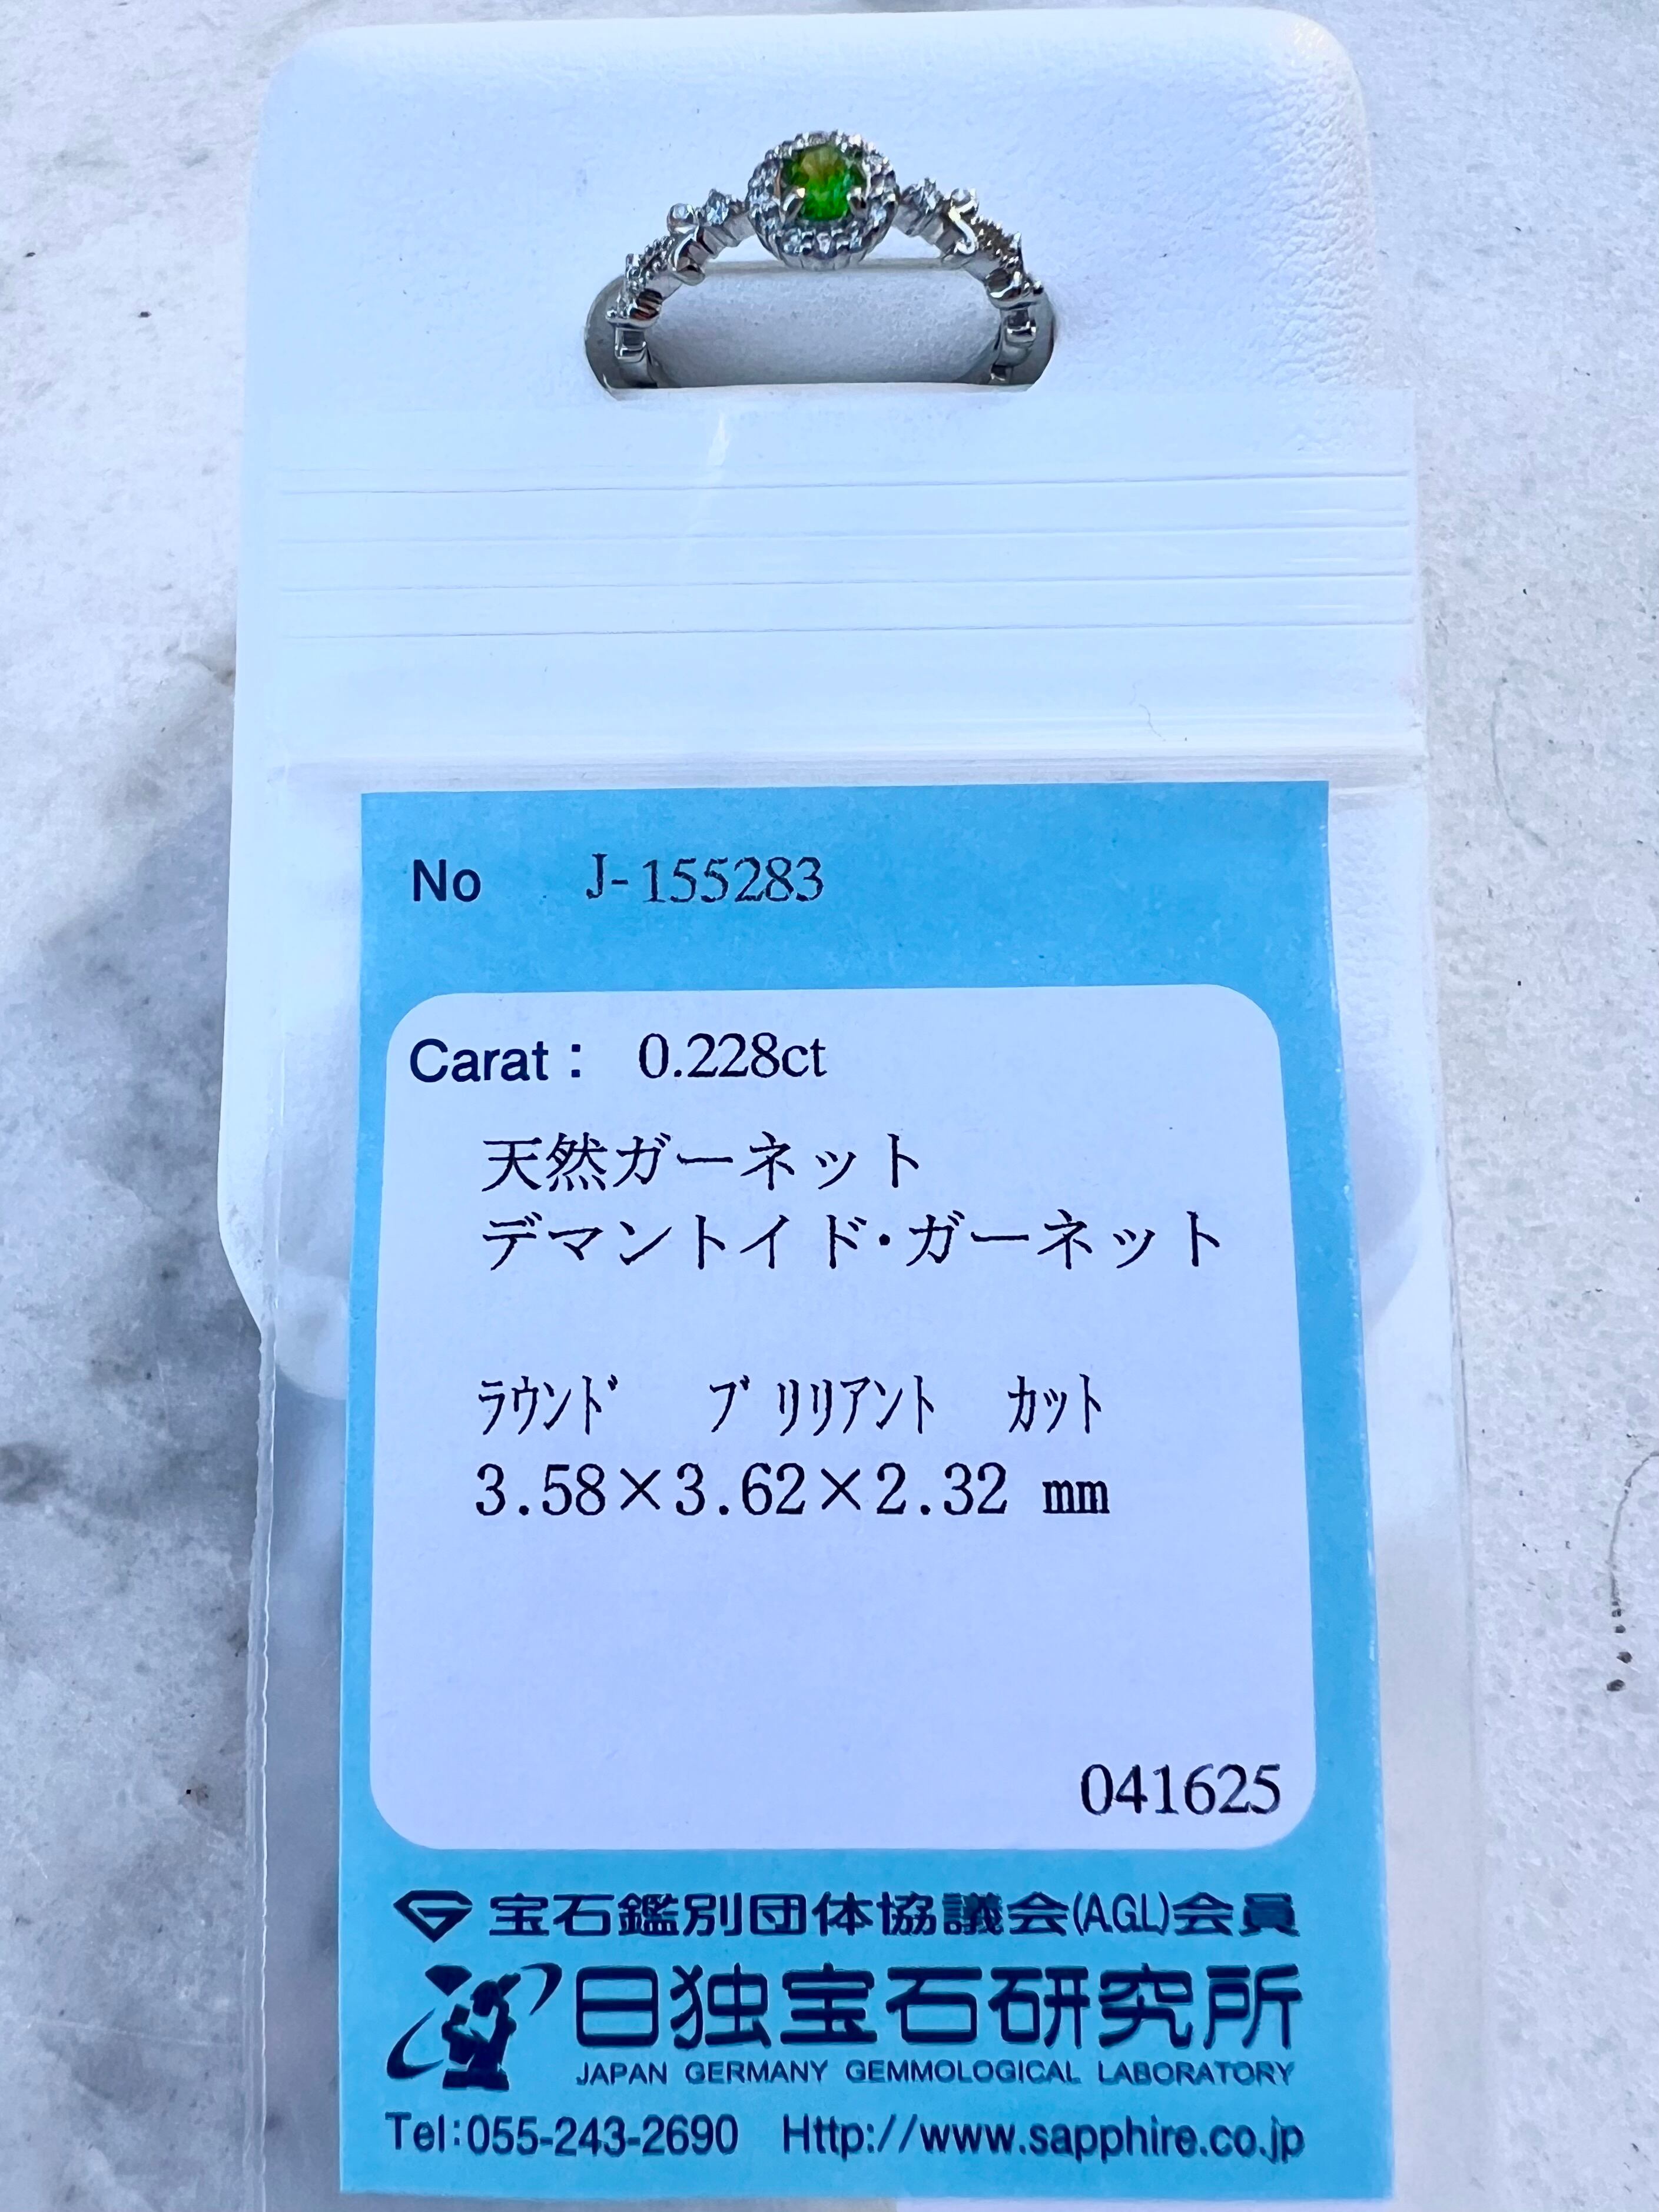 No J-155283
Carat： 0.228ct
天然ガーネット
デマントイド・ガーネット
ﾗｳﾝﾄﾞ ﾌﾞﾘﾘｱﾝﾄ ｶｯﾄ
3.58×3.62×2.32 mm
041625
宝石鑑別団体協議会(AGL)会員
日独宝石研究所
JAPAN GERMANY GEMMOLOGICAL LABORATORY
Tel:055-243-2690 Http://www.sapphire.co.jp